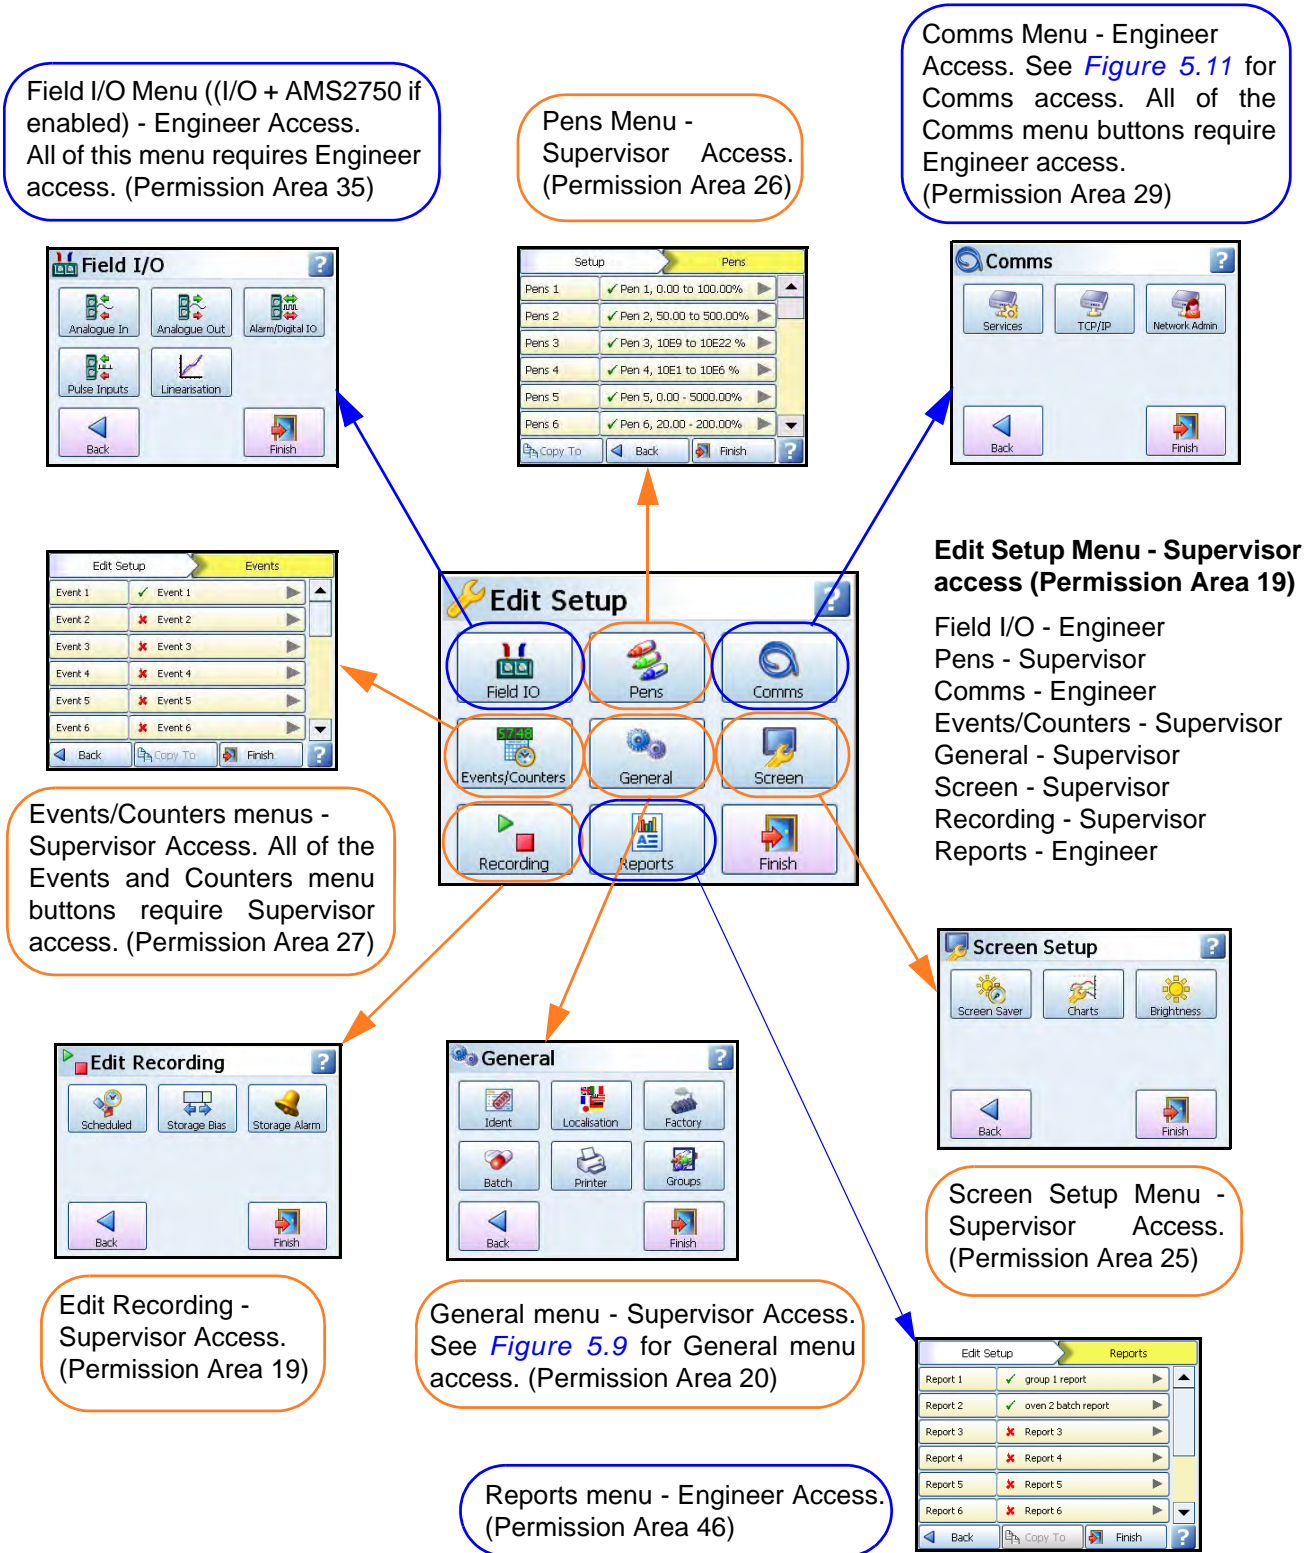 Comms Menu - Engineer
Access. See Figure 5.11 for
Comms access. All of the
Comms menu buttons require
Engineer access.
(Permission Area 29)
Field I/O Menu ((I/O + AMS2750 if
enabled) - Engineer Access.
All of this menu requires Engineer
access. (Permission Area 35)
Pens Menu -
Supervisor Access.
(Permission Area 26)
Field I/O ?
Analogue In Analogue Out Alarm/Digital IO
Pulse Inputs Linearisation
Back Finish
Setup Pens
Pens 1 Pen 1, 0.00 to 100.00%
Pens 2 Pen 2, 50.00 to 500.00%
Pens 3 Pen 3, 10E9 to 10E22 %
Pens 4 Pen 4, 10E1 to 10E6 %
Pens 5 Pen 5, 0.00 - 5000.00%
Pens 6 Pen 6, 20.00 - 200.00%
Copy To Back Finish ?
Comms ?
Services TCP/IP Network Admin
Back Finish
Edit Setup Events
Event 1 Event 1
Event 2 Event 2
Event 3 Event 3
Event 4 Event 4
Event 5 Event 5
Event 6 Event 6
Back Copy To Finish ?
Edit Setup ?
Field IO Pens Comms
57.48
Events/Counters General Screen
Recording Reports Finish
Edit Setup Menu - Supervisor
access (Permission Area 19)
Field I/O - Engineer
Pens - Supervisor
Comms - Engineer
Events/Counters - Supervisor
General - Supervisor
Screen - Supervisor
Recording - Supervisor
Reports - Engineer
Events/Counters menus -
Supervisor Access. All of the
Events and Counters menu
buttons require Supervisor
access. (Permission Area 27)
Screen Setup ?
Screen Saver Charts Brightness
Back Finish
Edit Recording ?
Scheduled Storage Bias Storage Alarm
Back Finish
General ?
Ident Localisation Factory
Batch Printer Groups
Back Finish
Screen Setup Menu -
Supervisor Access.
(Permission Area 25)
Edit Recording -
Supervisor Access.
(Permission Area 19)
General menu - Supervisor Access.
See Figure 5.9 for General menu
access. (Permission Area 20)
Edit Setup Reports
Report 1 group 1 report
Report 2 oven 2 batch report
Report 3 Report 3
Report 4 Report 4
Report 5 Report 5
Report 6 Report 6
Back Copy To Finish ?
Reports menu - Engineer Access.
(Permission Area 46)